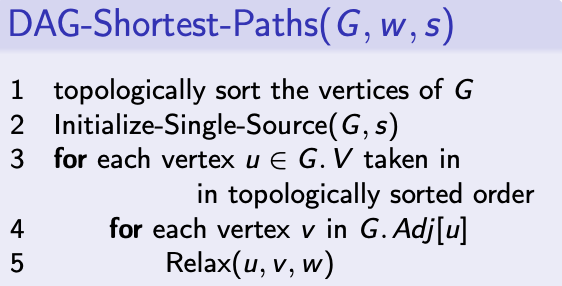 DAG-Shortest-Paths(G, w, s)
1 topologically sort the vertices of G
2 Initialize-Single-Source(G, s)
3 for each vertex u ∈ G.V taken in
in topologically sorted order
4 for each vertex v in G.Adj[u]
5 Relax(u, v, w)